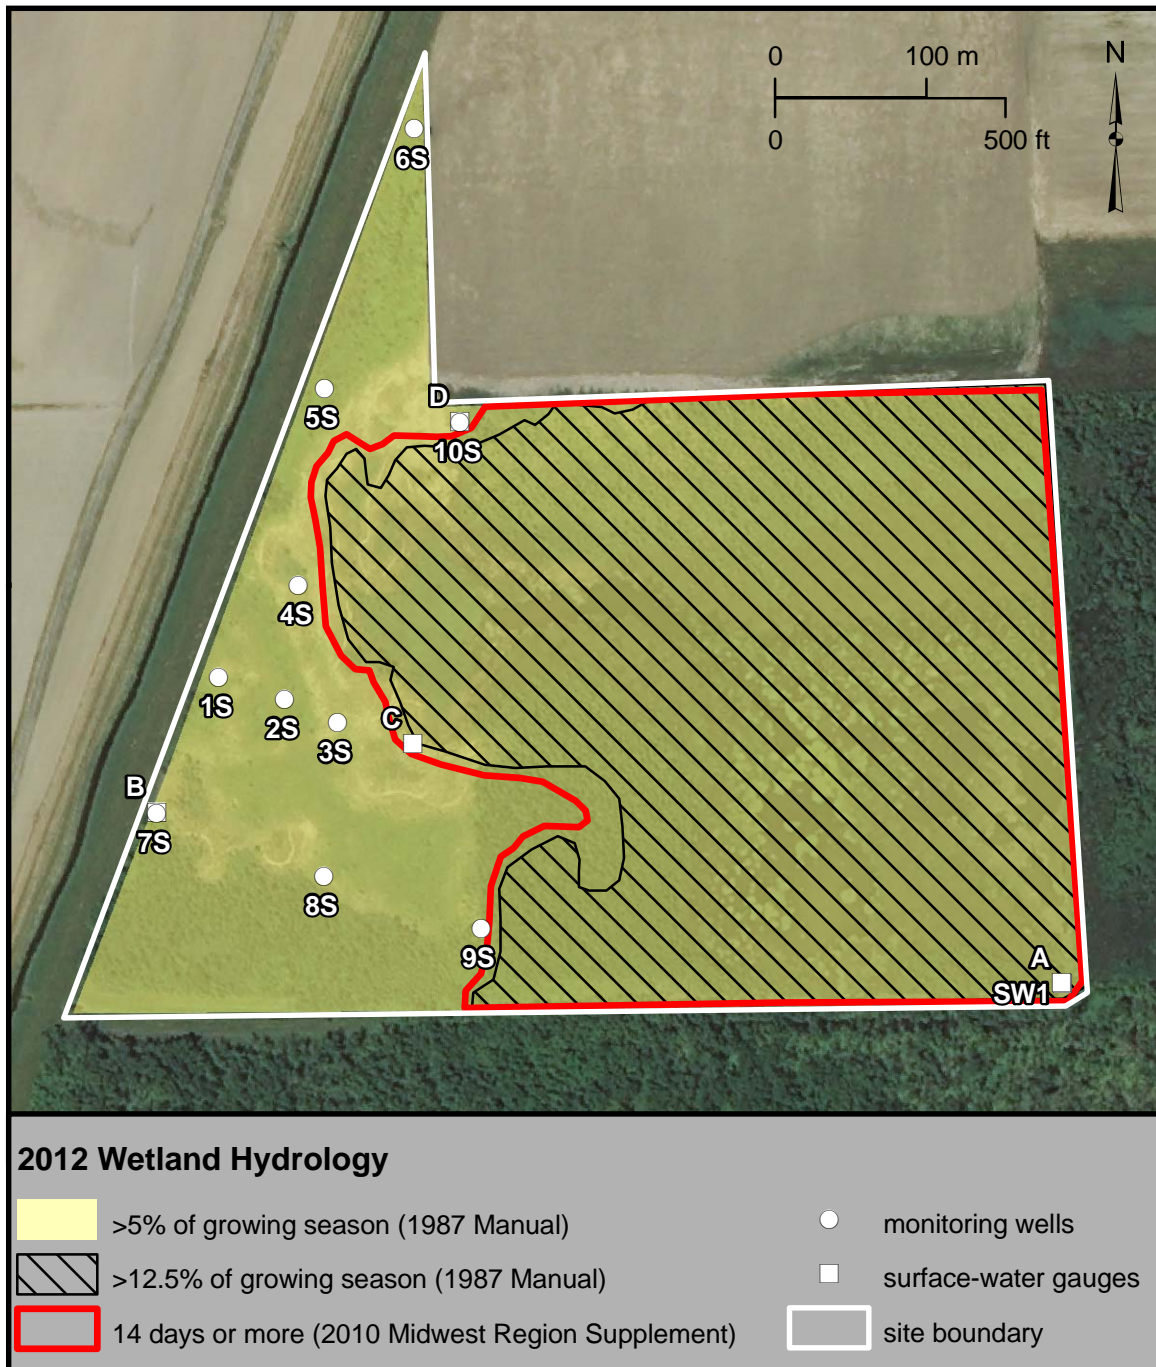 0 100 m
N
0 500 ft
6S
D
5S
10S
4S
1S
2S
C
3S
B
7S
8S
9S
A
SW1
2012 Wetland Hydrology
>5% of growing season (1987 Manual)
>12.5% of growing season (1987 Manual)
14 days or more (2010 Midwest Region Supplement)
monitoring wells
surface-water gauges
site boundary